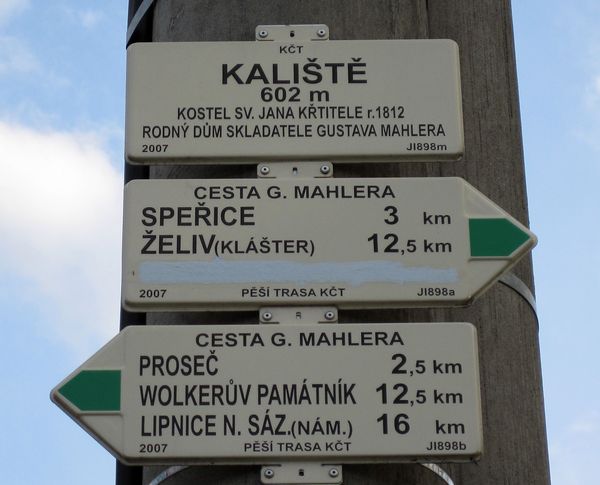 KČT
KALIŠTĚ
602 m
KOSTEL SV. JANA KŘTITELE r.1812
RODNÝ DŮM SKLADATELE GUSTAVA MAHLERA
2007 JI898m
CESTA G. MAHLERA
SPEŘICE 3 km
ŽELIV(KLÁŠTER) 12,5 km
2007 PĚŠÍ TRASA KČT JI898a
CESTA G. MAHLERA
PROSEČ 2,5 km
WOLKERŮV PAMÁTNÍK 12,5 km
LIPNICE N. SÁZ.(NÁM.) 16 km
2007 PĚŠÍ TRASA KČT JI898b